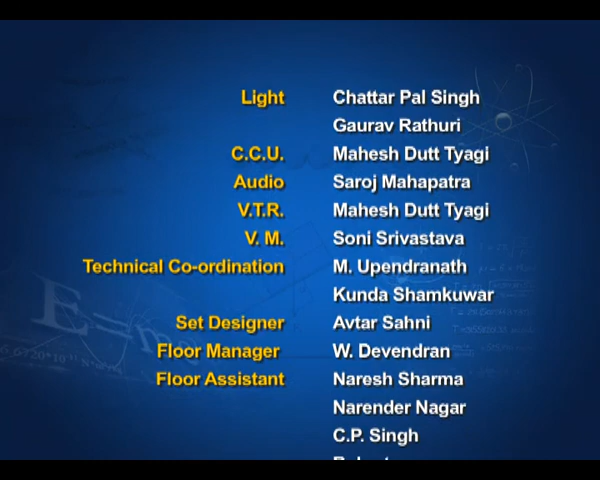 Light Chattar Pal Singh
Gaurav Rathuri
C.C.U. Mahesh Dutt Tyagi
Audio Saroj Mahapatra
V.T.R. Mahesh Dutt Tyagi
V. M. Soni Srivastava
Technical Co-ordination M. Upendranath
Kunda Shamkuwar
Set Designer Avtar Sahni
Floor Manager W. Devendran
Floor Assistant Naresh Sharma
Narender Nagar
C.P. Singh